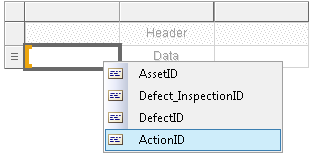 Header
Data
AssetID
Defect_InspectionID
DefectID
ActionID